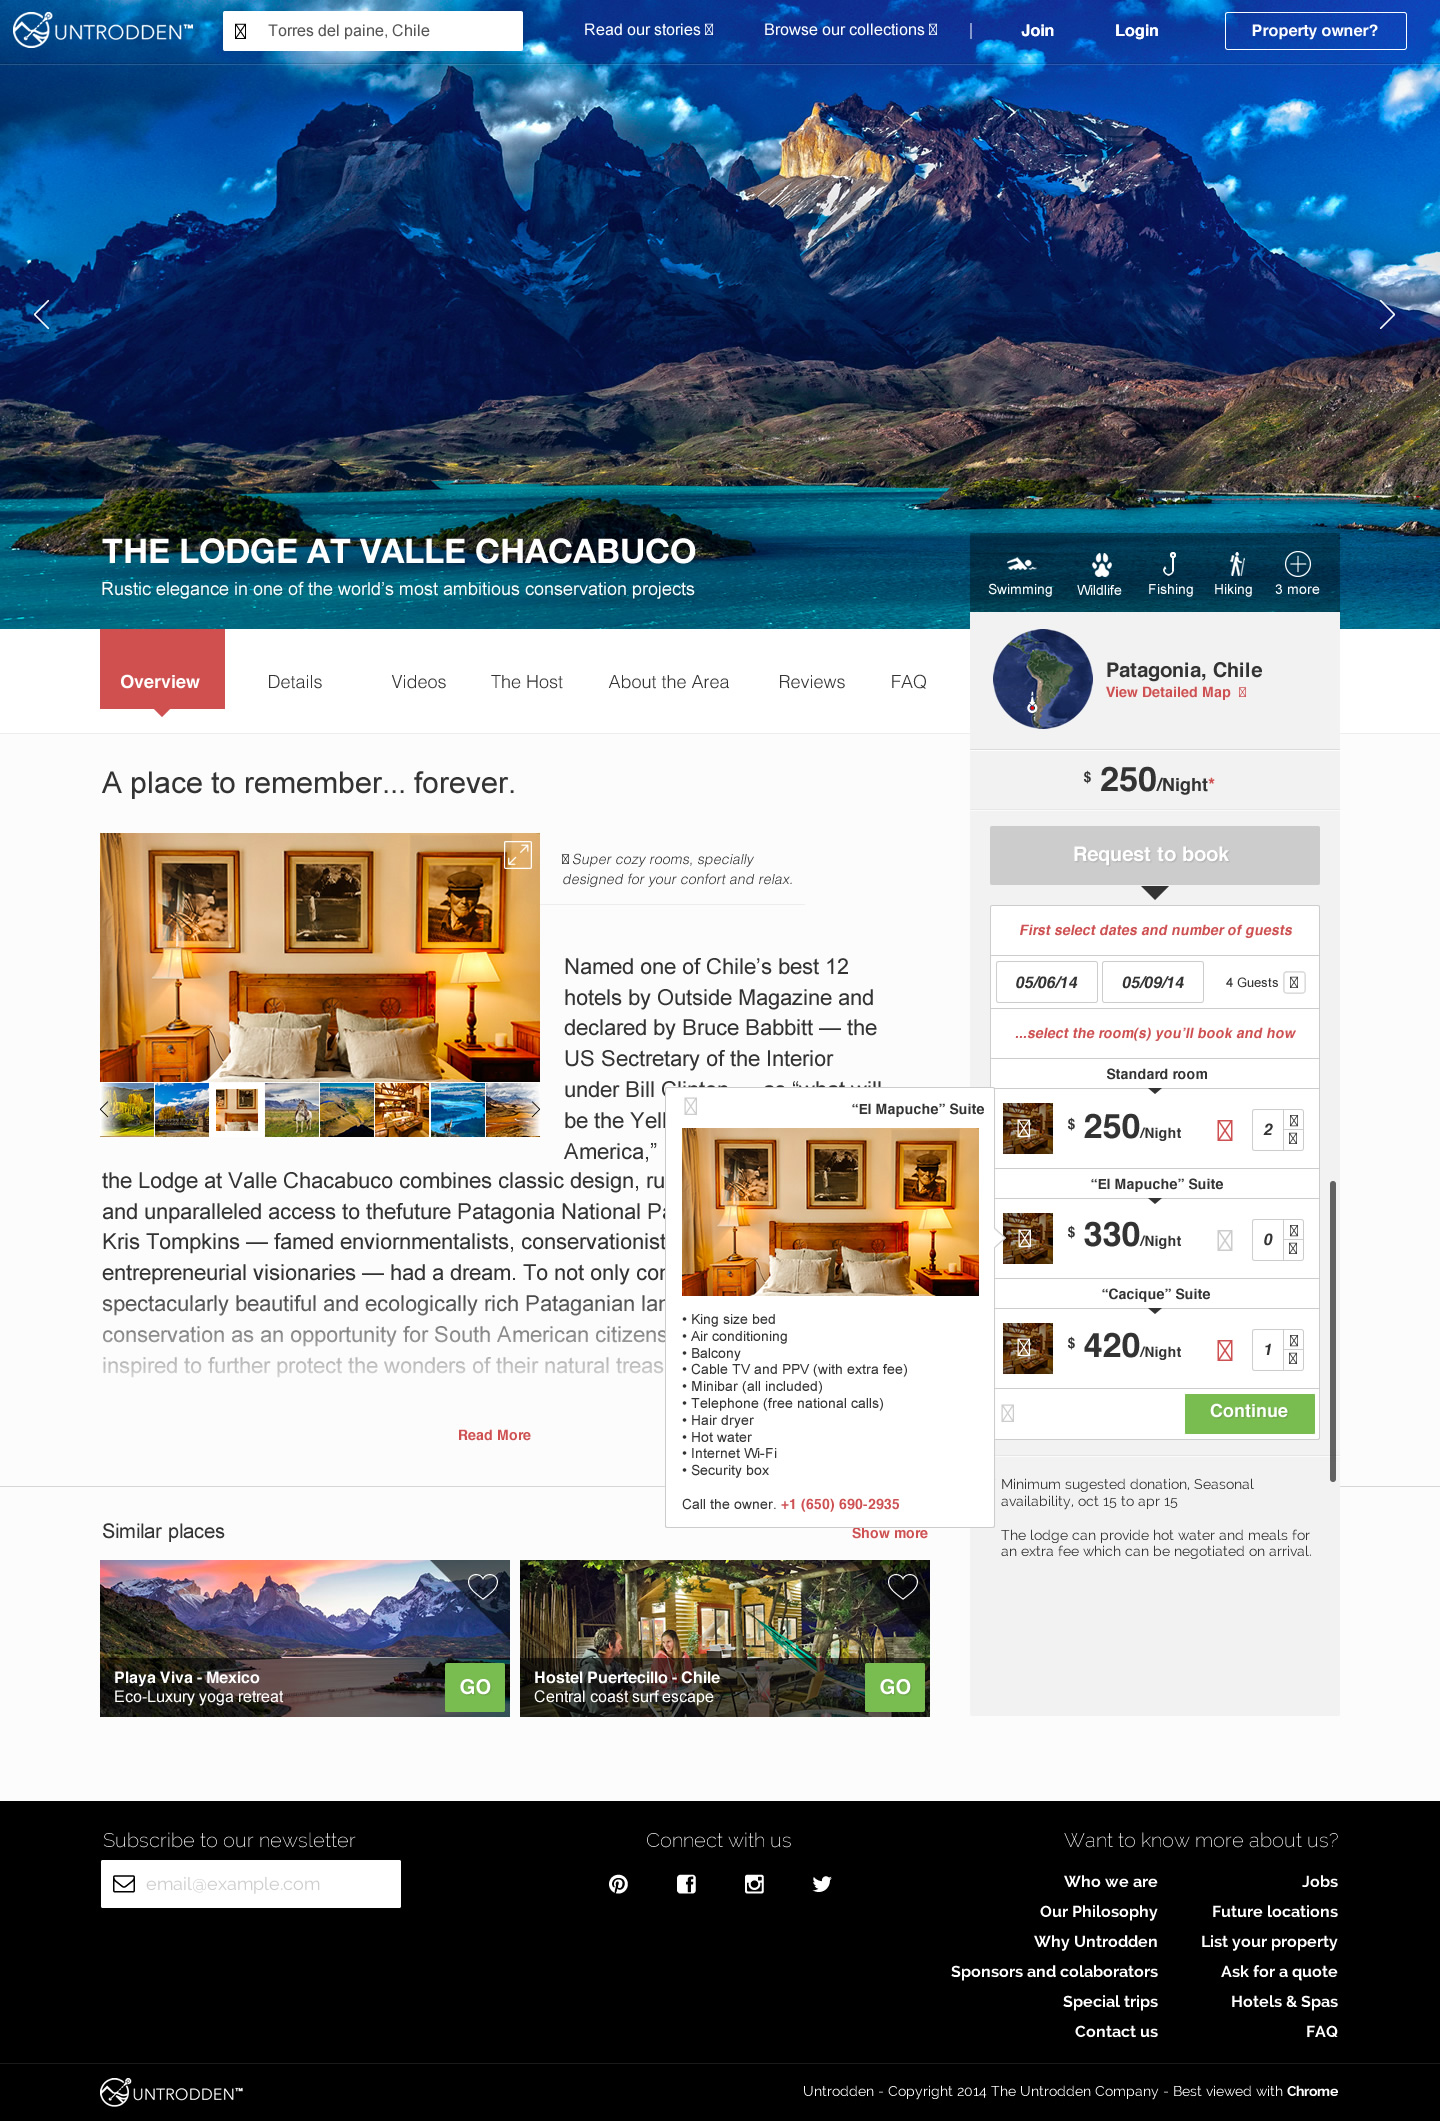 UNTRODDEN™
Torres del paine, Chile
Read our stories
Browse our collections
|
Join
Login
Property owner?
THE LODGE AT VALLE CHACABUCO
Rustic elegance in one of the world's most ambitious conservation projects
Swimming
Wildlife
Fishing
Hiking
3 more
Overview
Details
Videos
The Host
About the Area
Reviews
FAQ
Patagonia, Chile
View Detailed Map
$ 250/Night*
Request to book
First select dates and number of guests
05/06/14
05/09/14
4 Guests
...select the room(s) you'll book and how
Standard room
$ 250/Night
2
“El Mapuche” Suite
$ 330/Night
0
“Cacique” Suite
$ 420/Night
1
Continue
Minimum sugested donation, Seasonal
availability, oct 15 to apr 15
The lodge can provide hot water and meals for
an extra fee which can be negotiated on arrival.
A place to remember... forever.
Super cozy rooms, specially
designed for your confort and relax.
Named one of Chile’s best 12
hotels by Outside Magazine and
declared by Bruce Babbitt — the
US Sectretary of the Interior
under Bill Clinton — as “what will
be the Yell
America,”
the Lodge at Valle Chacabuco combines classic design, ru
and unparalleled access to thefuture Patagonia National Pa
Kris Tompkins — famed enviornmentalists, conservationist
entrepreneurial visionaries — had a dream. To not only con
spectacularly beautiful and ecologically rich Pataganian lan
conservation as an opportunity for South American citizens
inspired to further protect the wonders of their natural treas
Read More
“El Mapuche” Suite
• King size bed
• Air conditioning
• Balcony
• Cable TV and PPV (with extra fee)
• Minibar (all included)
• Telephone (free national calls)
• Hair dryer
• Hot water
• Internet Wi-Fi
• Security box
Call the owner. +1 (650) 690-2935
Similar places
Show more
Playa Viva - Mexico
Eco-Luxury yoga retreat
GO
Hostel Puertecillo - Chile
Central coast surf escape
GO
Subscribe to our newsletter
email@example.com
Connect with us
Want to know more about us?
Who we are
Our Philosophy
Why Untrodden
Sponsors and colaborators
Special trips
Contact us
Jobs
Future locations
List your property
Ask for a quote
Hotels & Spas
FAQ
UNTRODDEN™
Untrodden - Copyright 2014 The Untrodden Company - Best viewed with Chrome